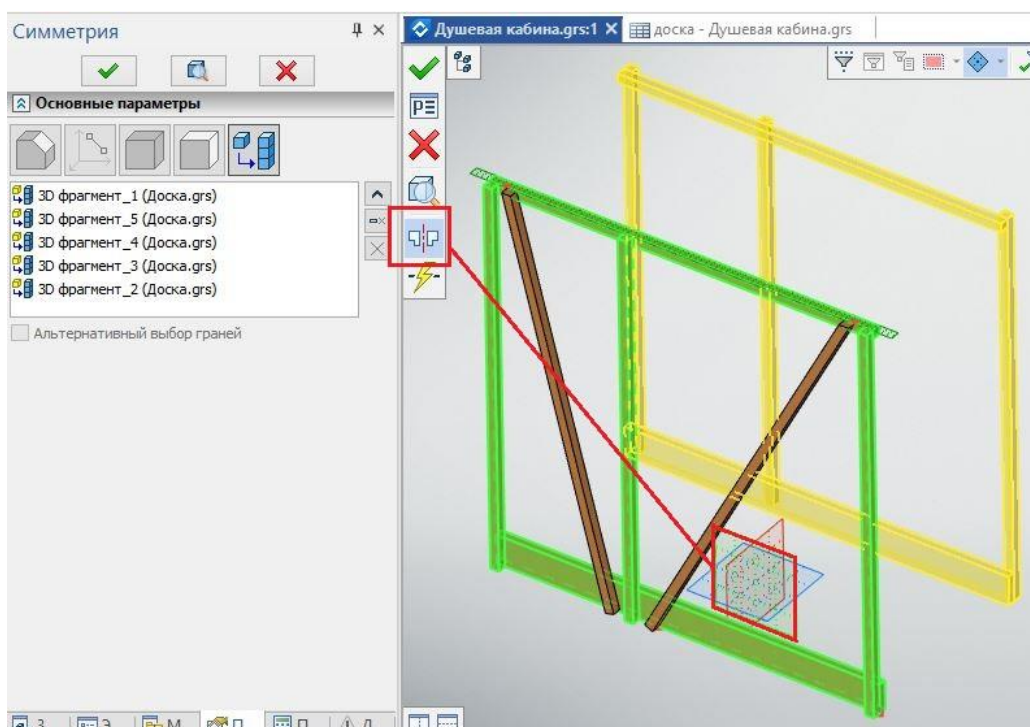 Симметрия
Душевая кабина.grs:1
доска - Душевая кабина.grs
Основные параметры
3D фрагмент_1 (Доска.grs)
3D фрагмент_5 (Доска.grs)
3D фрагмент_4 (Доска.grs)
3D фрагмент_3 (Доска.grs)
3D фрагмент_2 (Доска.grs)
Альтернативный выбор граней